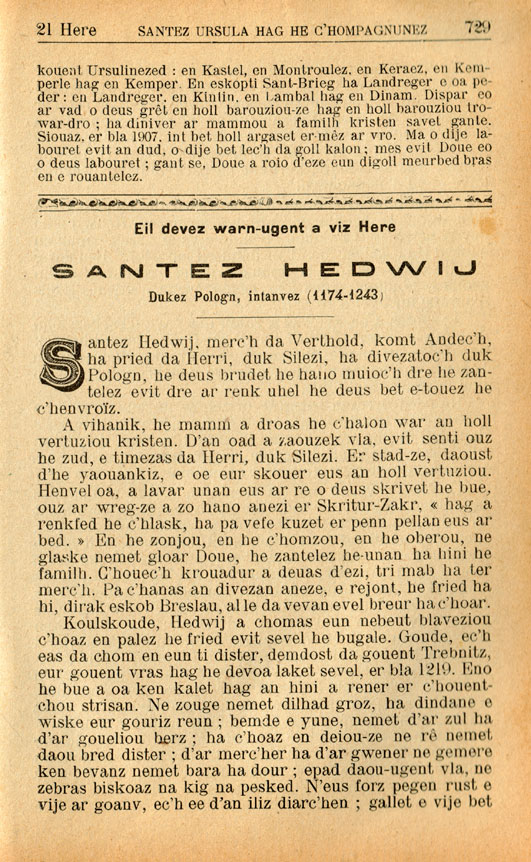 21 Here SANTEZ URSULA HAG HE C'HOMPAGNUNEZ 729
kouent Ursulinezed : en Kastel, en Montroulez, en Keraez, en Kem-
perle hag en Kemper. En eskopti Sant-Brieg ha Landreger e oa pe-
der : en Landreger, en Kintin, en Lambal hag en Dinam. Dispar eo
ar vad o deus grêt en holl barouziou-ze hag en holl barouziou tro-
war-dro ; ha diniver ar mammou a familh kristen savet gante.
Siouaz, er bla 1907, int bet holl argaset er-mêz ar vro. Ma o dije la-
bouret evit an dud, o dije bet lec'h da goll kalon ; mes evit Doue eo
o deus labouret ; gant se, Doue a roio d'eze eun digoll meurbed bras
en e rouantelez.
Eil devez warn-ugent a viz Here
SANTEZ HEDWIJ
Dukez Pologn, intanvez (1174-1243)
Santez Hedwij, merc'h da Verthold, komt Andec'h,
ha pried da Herri, duk Silezi, ha divezatoc'h duk
Pologn, he deus brudet he hano muioc'h dre he zan-
telez evit dre ar renk uhel he deus bet e-touez he
c'henvroïz.
A vihanik, he mamm a droas he c'halon war an holl
vertuziou kristen. D'an oad a zaouzek vla, evit senti ouz
he zud, e timezas da Herri, duk Silezi. Er stad-ze, daoust
d'he yaouankiz, e oe eur skouer eus an holl vertuziou.
Henvel oa, a lavar unan eus ar re o deus skrivet he bue,
ouz ar wreg-ze a zo hano anezi er Skritur-Zakr, « hag a
renkfed he c'hlask, ha pa vefe kuzet er penn pellan eus ar
bed. » En he zonjou, en he c'homzou, en he oberou, ne
glaske nemet gloar Doue, he zantelez he-unan ha hini he
familh. C'houec'h krouadur a deuas d'ezi, tri mab ha ter
merc'h. Pa c'hanas an divezan aneze, e rejont, he fried ha
hi, dirak eskob Breslau, al le da vevan evel breur ha c'hoar.
Koulskoude, Hedwij a chomas eun nebeut blaveziou
c'hoaz en palez he fried evit sevel he bugale. Goude, ec'h
eas da chom en eun ti dister, demdost da gouent Trebnitz,
eur gouent vras hag he devoa laket sevel, er bla 1219. Eno
he bue a oa ken kalet hag an hini a rener er c'houent-
chou strisan. Ne zouge nemet dilhad groz, ha dindane e
wiske eur gouriz reun ; bemde e yune, nemet d'ar zul ha
d'ar goueliou berz ; ha c'hoaz en deiou-ze ne rê nemet
daou bred dister ; d'ar merc'her ha d'ar gwener ne gemere
ken bevanz nemet bara ha dour ; epad daou-ugent vla, ne
zebras biskoaz na kig na pesked. N'eus forz pegen rust e
vije ar goanv, ec'h ee d'an iliz diarc'hen ; gallet e vije bet